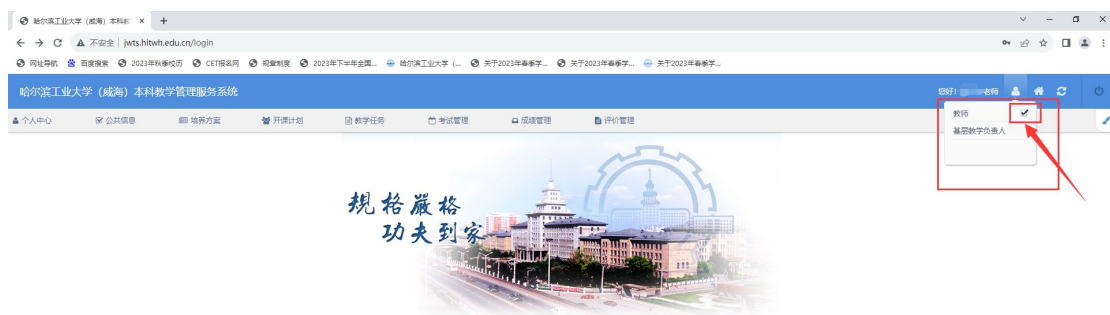 哈尔滨工业大学（威海）本科教
不安全 | jwts.hitwh.edu.cn/login
网址导航 百度搜索 2023年秋季校历 CET报名网 规章制度 2023年下半年全国... 哈尔滨工业大学（... 关于2023年春季学... 关于2023年春季学... 关于2023年春季学...
哈尔滨工业大学（威海）本科教学管理服务系统 您好! 老师
个人中心 公共信息 培养方案 开课计划 教学任务 考试管理 成绩管理 评价管理
教师
基层教学负责人
规格严格
功夫到家